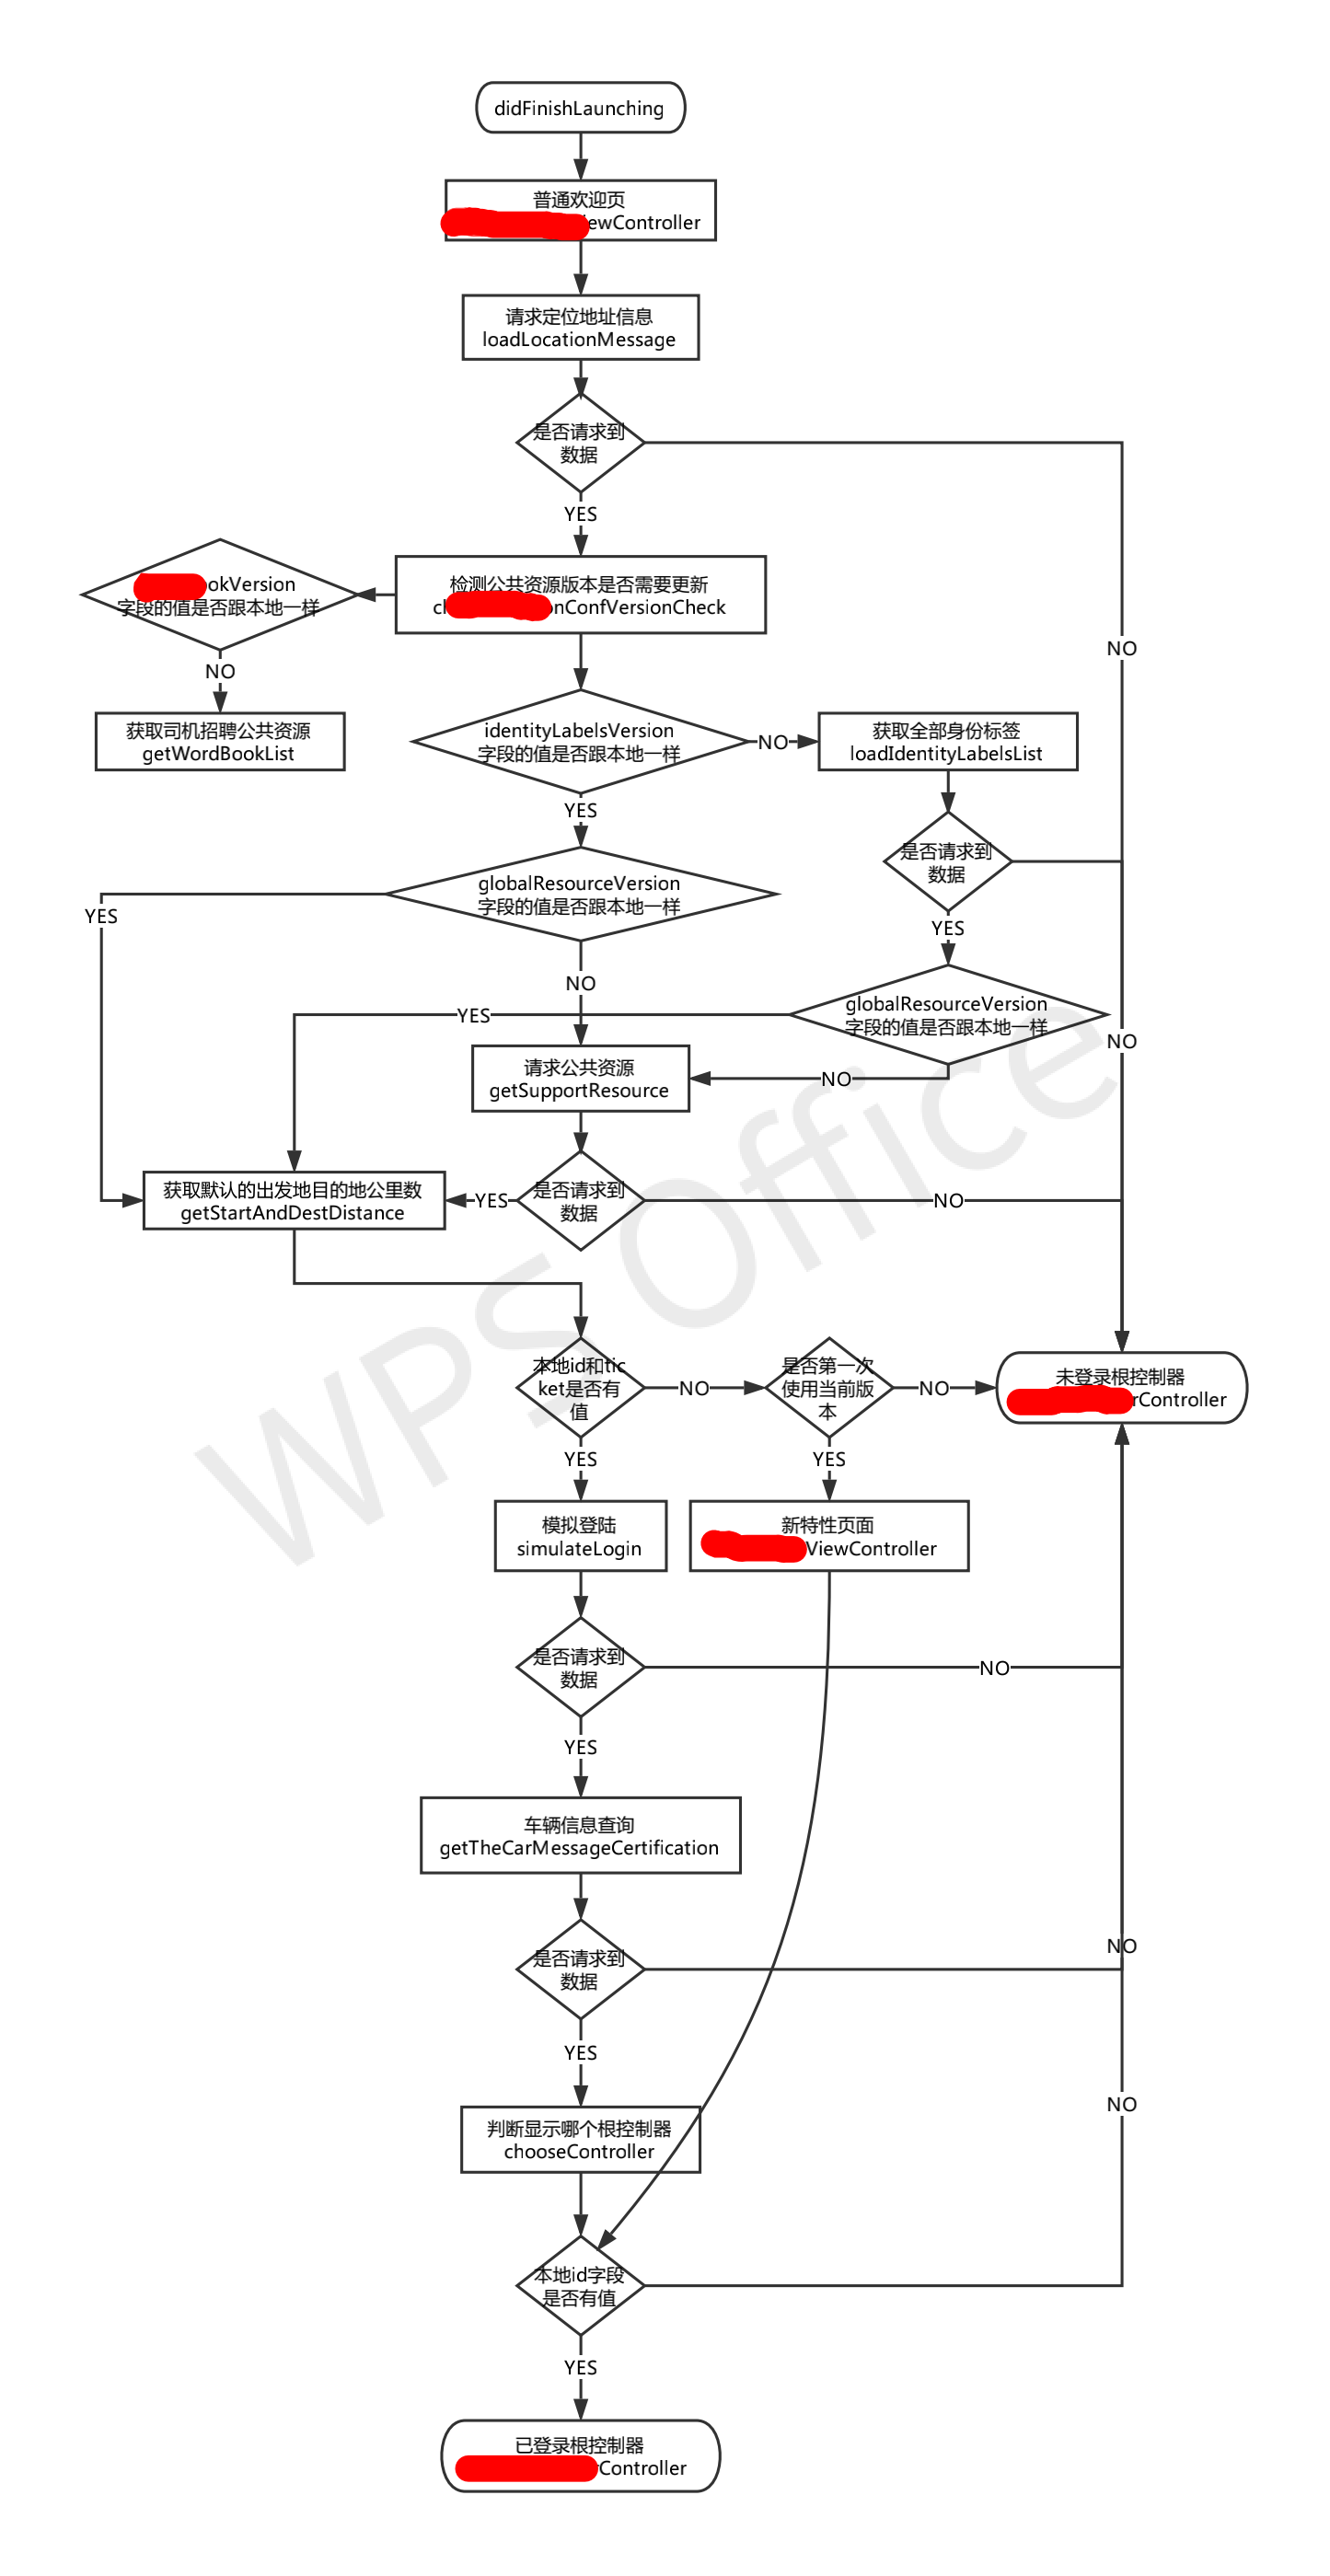 didFinishLaunching
普通欢迎页
ewController
请求定位地址信息
loadLocationMessage
是否请求到
数据
YES
NO
检测公共资源版本是否需要更新
onConfVersionCheck
okVersion
字段的值是否跟本地一样
NO
获取司机招聘公共资源
getWordBookList
identityLabelsVersion
字段的值是否跟本地一样
NO
获取全部身份标签
loadIdentityLabelsList
YES
是否请求到
数据
globalResourceVersion
字段的值是否跟本地一样
YES
YES
NO
globalResourceVersion
字段的值是否跟本地一样
YES
NO
请求公共资源
getSupportResource
NO
获取默认的出发地目的地公里数
getStartAndDestDistance
YES
是否请求到
数据
NO
本地id和tic
ket是否有
值
NO
是否第一次
使用当前版
本
NO
未登录根控制器
rController
YES
YES
模拟登陆
simulateLogin
新特性页面
ViewController
是否请求到
数据
NO
YES
车辆信息查询
getTheCarMessageCertification
是否请求到
数据
NO
YES
NO
判断显示哪个根控制器
chooseController
本地id字段
是否有值
YES
已登录根控制器
Controller
WPS Office